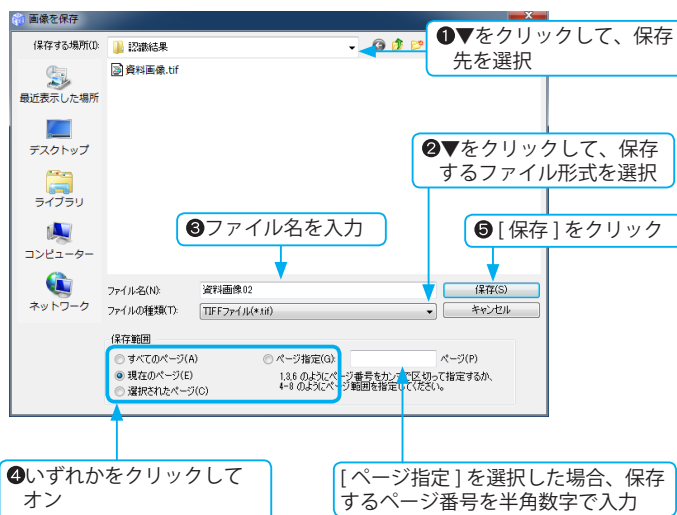 画像を保存
❶▼をクリックして、保存
先を選択
保存する場所(I):
認識結果
資料画像.tif
最近表示した場所
デスクトップ
❷▼をクリックして、保存
するファイル形式を選択
ライブラリ
❸ファイル名を入力
❺[保存]をクリック
コンピューター
ネットワーク
ファイル名(N):
資料画像02
保存(S)
ファイルの種類(T):
TIFFファイル(*.tif)
キャンセル
保存範囲
すべてのページ(A)
ページ指定(G):
ページ(P)
現在のページ(E)
1,3,6 のようにページ番号をカンマで区切って指定するか、
選択されたページ(C)
4-8 のようにページ範囲を指定してください。
❹いずれかをクリックして
オン
[ページ指定]を選択した場合、保存
するページ番号を半角数字で入力